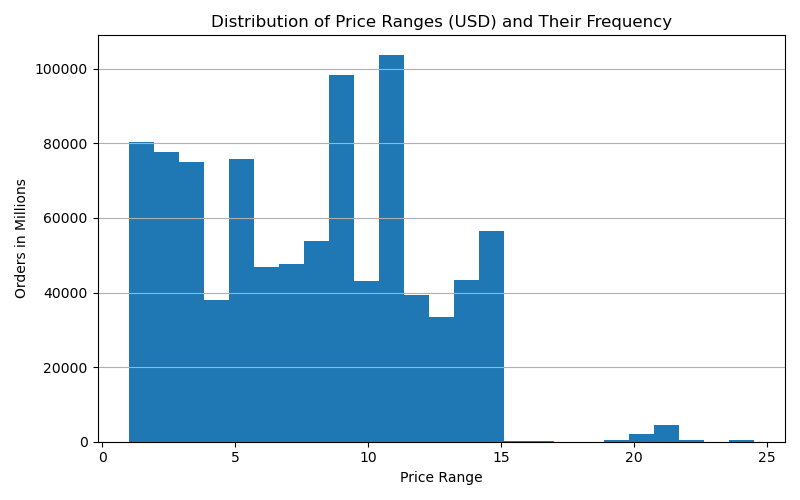 Distribution of Price Ranges (USD) and Their Frequency
Orders in Millions
100000
80000
60000
40000
20000
0
0 5 10 15 20 25
Price Range